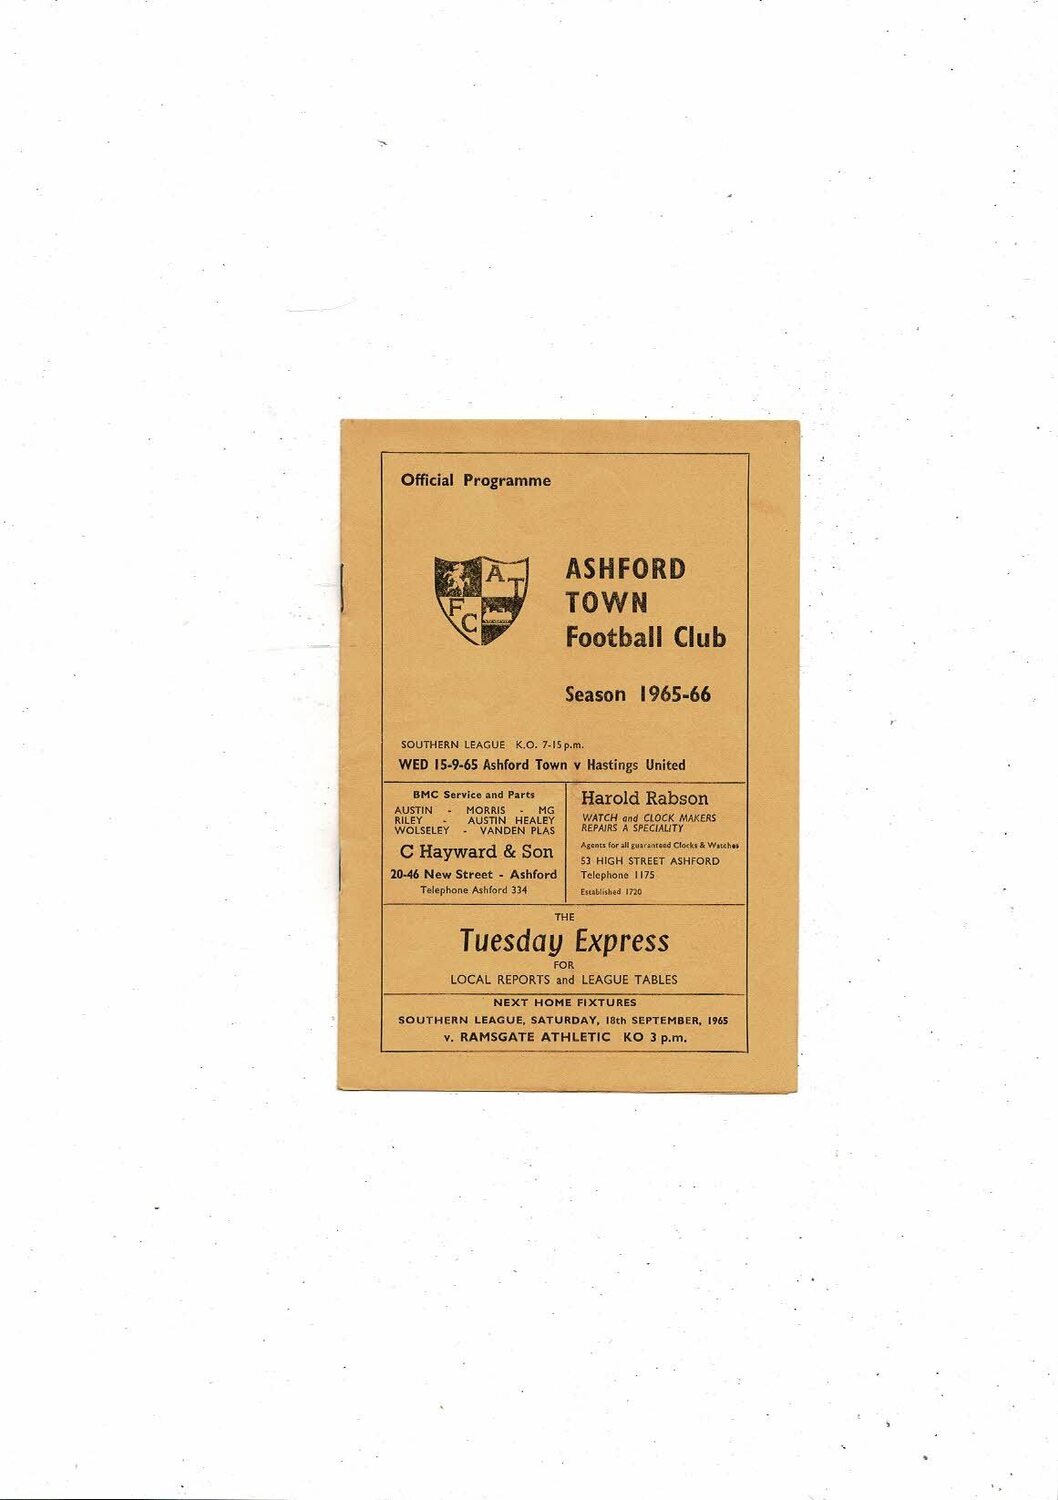 Official Programme
A T
F C
ASHFORD
TOWN
Football Club
Season 1965-66
SOUTHERN LEAGUE K.O. 7-15 p.m.
WED 15-9-65 Ashford Town v Hastings United
BMC Service and Parts
AUSTIN - MORRIS - MG
RILEY - AUSTIN HEALEY
WOLSELEY - VANDEN PLAS
C Hayward & Son
20-46 New Street - Ashford
Telephone Ashford 334
Harold Rabson
WATCH and CLOCK MAKERS
REPAIRS A SPECIALITY
Agents for all guaranteed Clocks & Watches
53 HIGH STREET ASHFORD
Telephone 1175
Established 1720
THE
Tuesday Express
FOR
LOCAL REPORTS and LEAGUE TABLES
NEXT HOME FIXTURES
SOUTHERN LEAGUE, SATURDAY, 18th SEPTEMBER, 1965
v. RAMSGATE ATHLETIC KO 3 p.m.